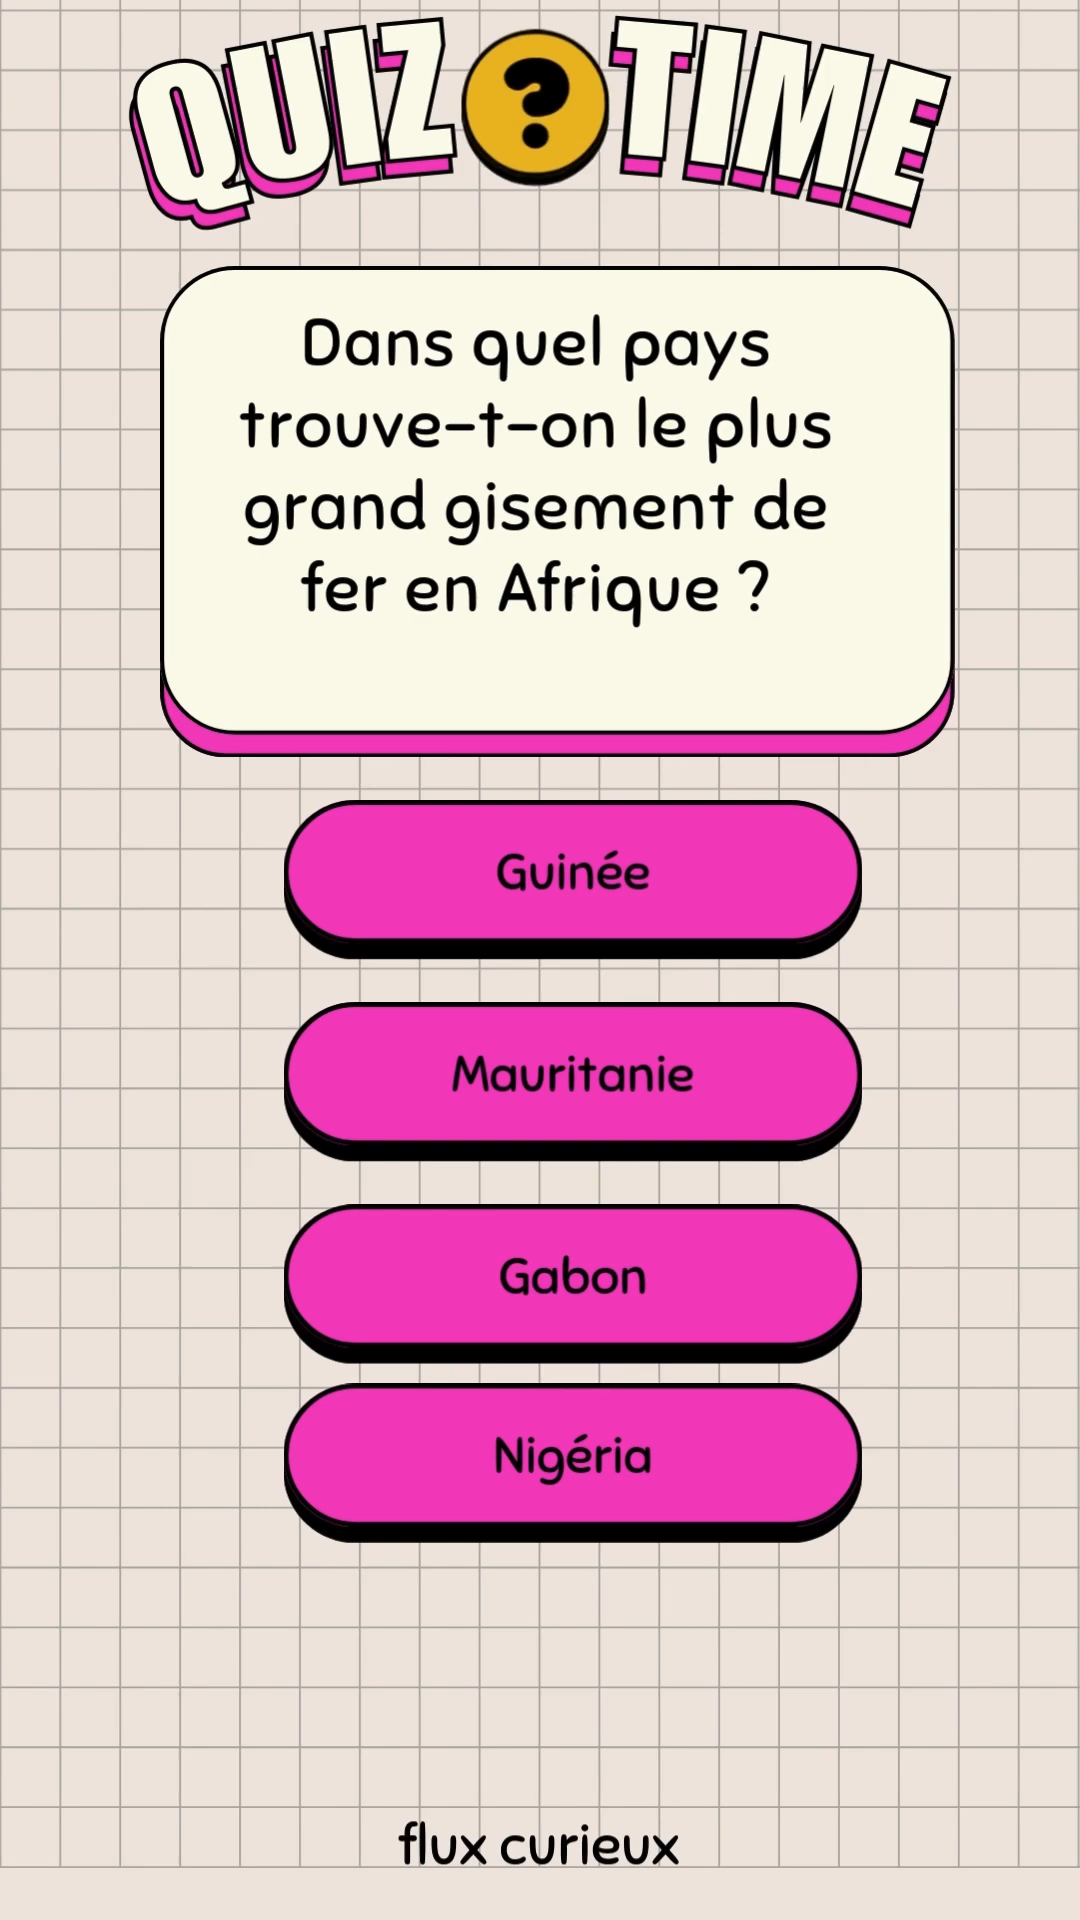 QUIZ ? TIME
Dans quel pays
trouve-t-on le plus
grand gisement de
fer en Afrique ?
Guinée
Mauritanie
Gabon
Nigéria
flux curieux